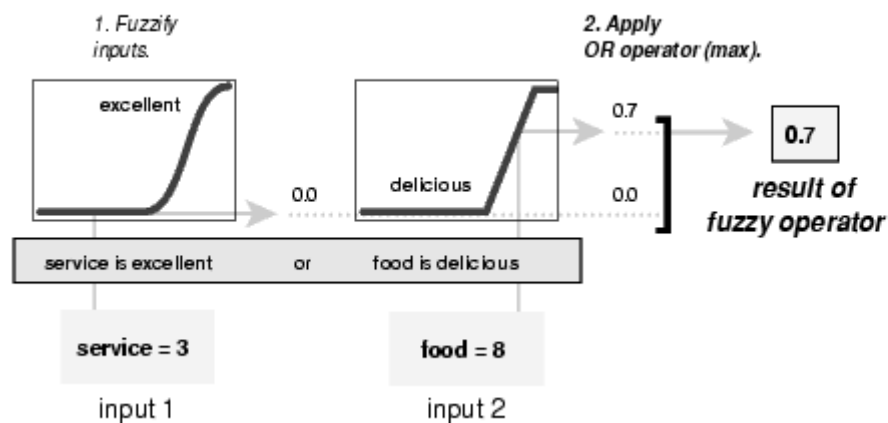 1. Fuzzify
inputs.
2. Apply
OR operator (max).
excellent
0.0
delicious
0.7
0.0
0.7
result of
fuzzy operator
service is excellent or food is delicious
service = 3
food = 8
input 1
input 2